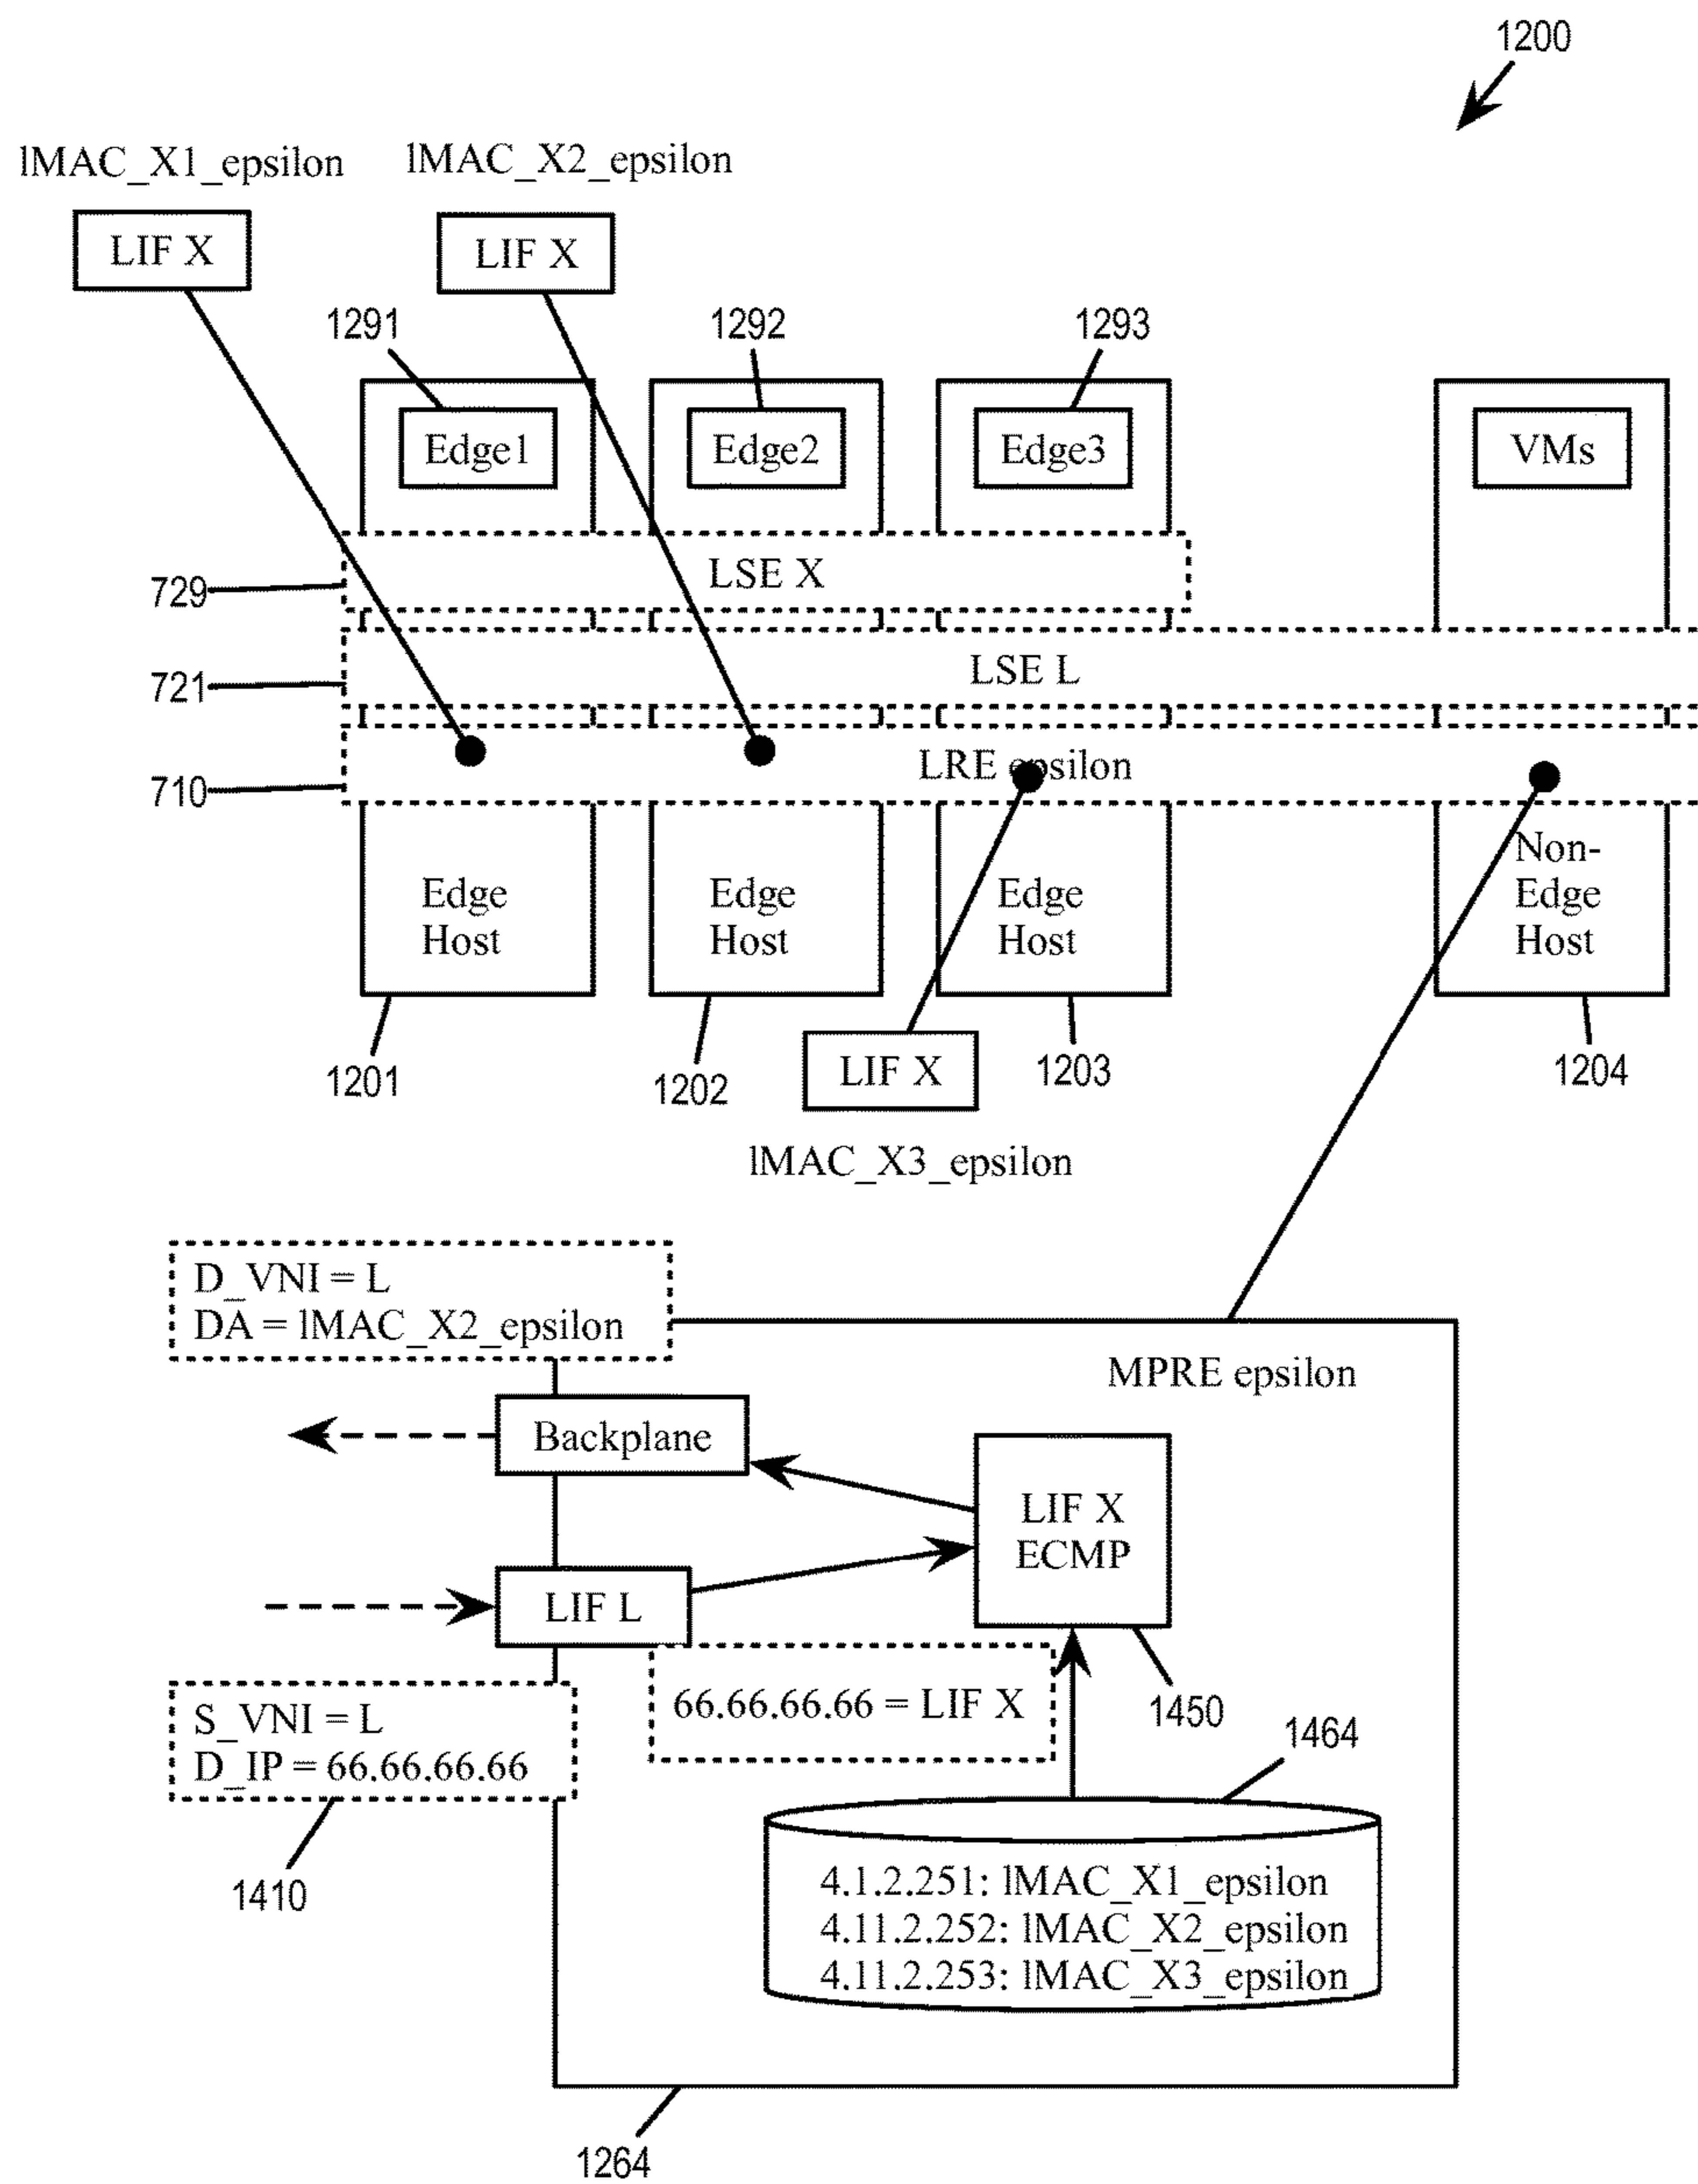 1200
lMAC_X1_epsilon
lMAC_X2_epsilon
LIF X
LIF X
1291
1292
1293
Edge1
Edge2
Edge3
VMs
LSE X
729
LSE L
721
LRE epsilon
710
Edge
Host
Edge
Host
Edge
Host
Non-
Edge
Host
1201
1202
LIF X
1203
1204
lMAC_X3_epsilon
D_VNI = L
DA = lMAC_X2_epsilon
MPRE epsilon
Backplane
LIF X
ECMP
LIF L
66.66.66.66 = LIF X
1450
S_VNI = L
D_IP = 66.66.66.66
1464
1410
4.1.2.251: lMAC_X1_epsilon
4.11.2.252: lMAC_X2_epsilon
4.11.2.253: lMAC_X3_epsilon
1264